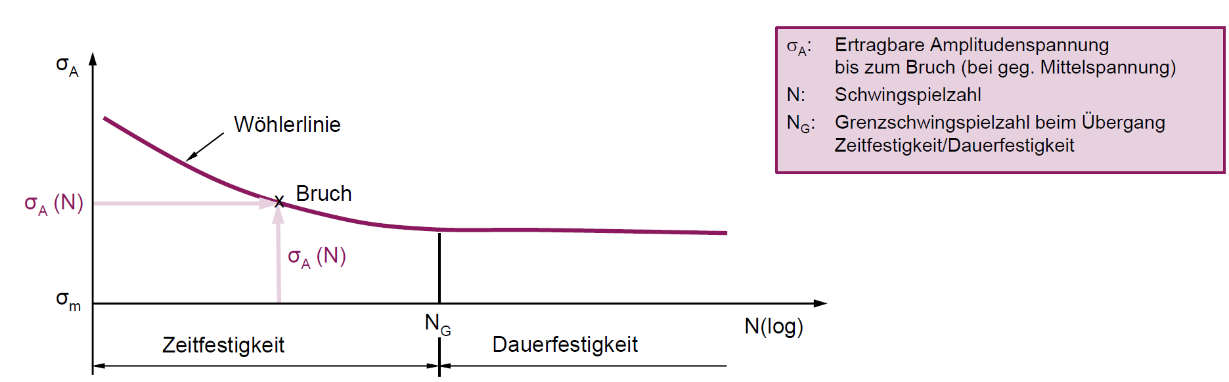 σA
Wöhlerlinie
Bruch
σA (N)
σA (N)
σm
NG
N(log)
Zeitfestigkeit
Dauerfestigkeit
σA: Ertragbare Amplitudenspannung
bis zum Bruch (bei geg. Mittelspannung)
N: Schwingspielzahl
NG: Grenzschwingspielzahl beim Übergang
Zeitfestigkeit/Dauerfestigkeit